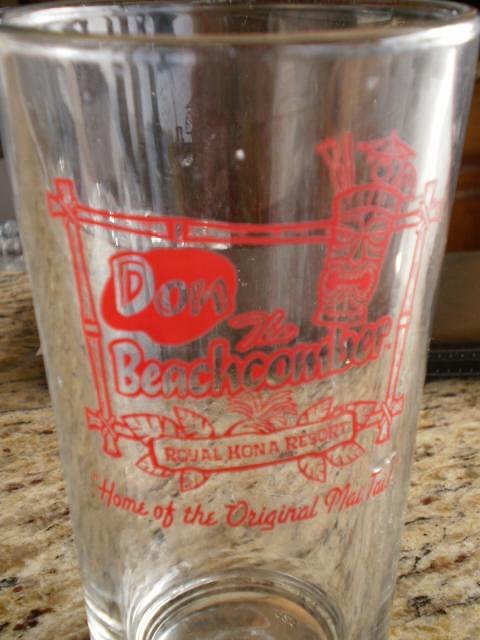 Don
The
Beachcomber
ROYAL KONA RESORT
"Home of the Original Mai Tai"